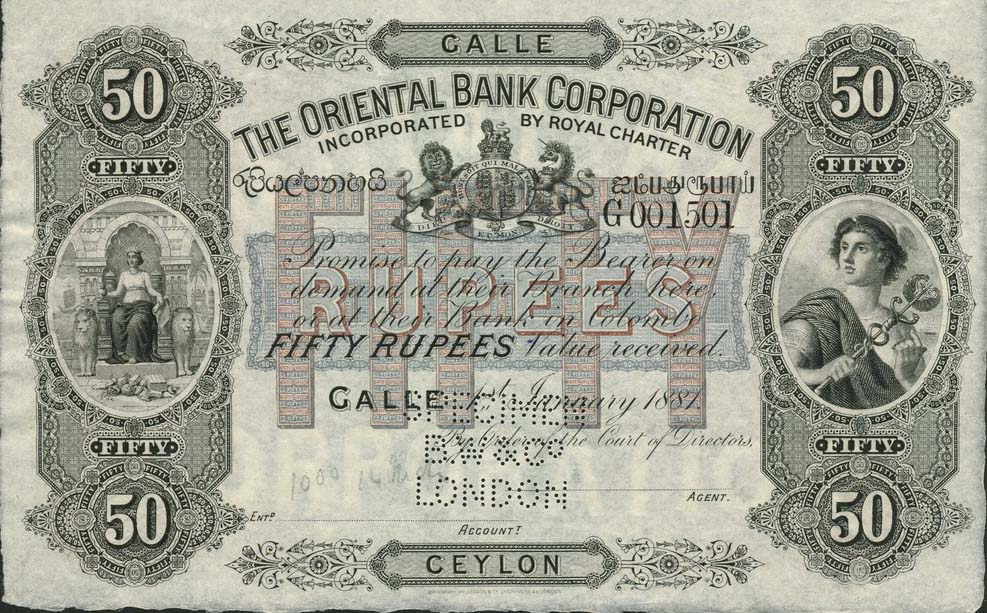 GALLE
50
50
THE ORIENTAL BANK CORPORATION
INCORPORATED BY ROYAL CHARTER
FIFTY
FIFTY
ஐம்பதுரூபாய்
G001501
FIFTY
RUPEES
Promise to pay the Bearer on
demand at their Branch here
or at their Bank in Colombo
FIFTY RUPEES Value received.
GALLE 1st January 1881.
SPECIMEN
By Order of the Court of Directors,
B.W.&Co
LONDON
FIFTY
FIFTY
1000
AGENT.
50
50
ENTD
ACCOUNTT
CEYLON